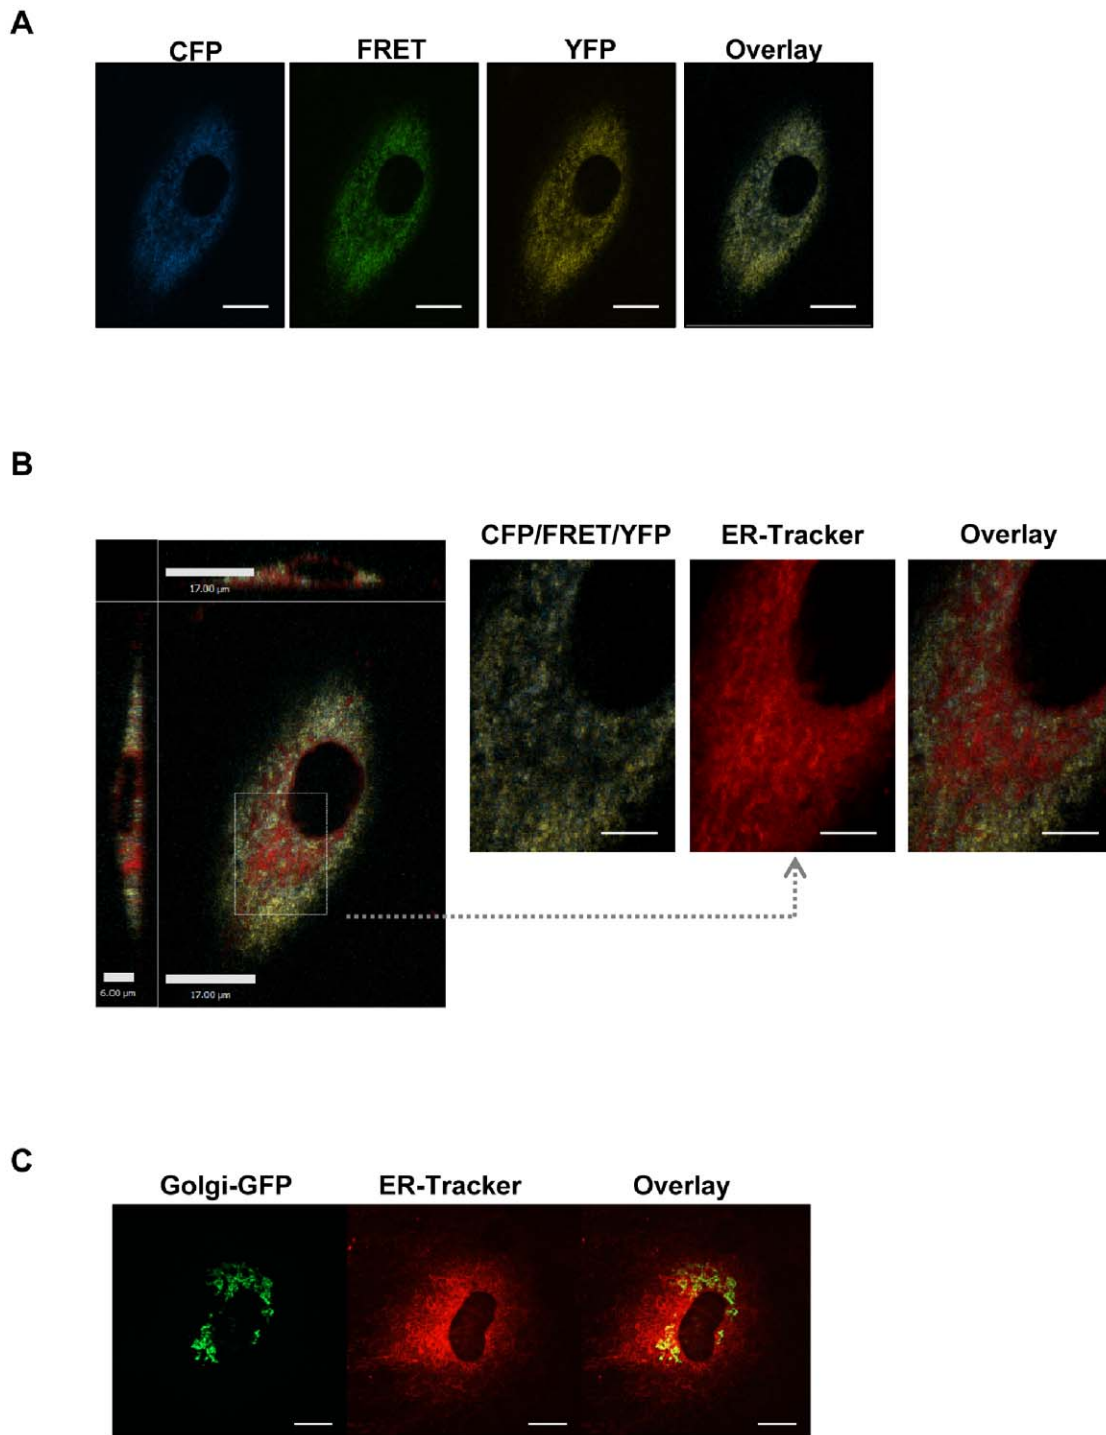 A
CFP FRET YFP Overlay
B
CFP/FRET/YFP ER-Tracker Overlay
17.00 µm
6.00 µm 17.00 µm
C
Golgi-GFP ER-Tracker Overlay